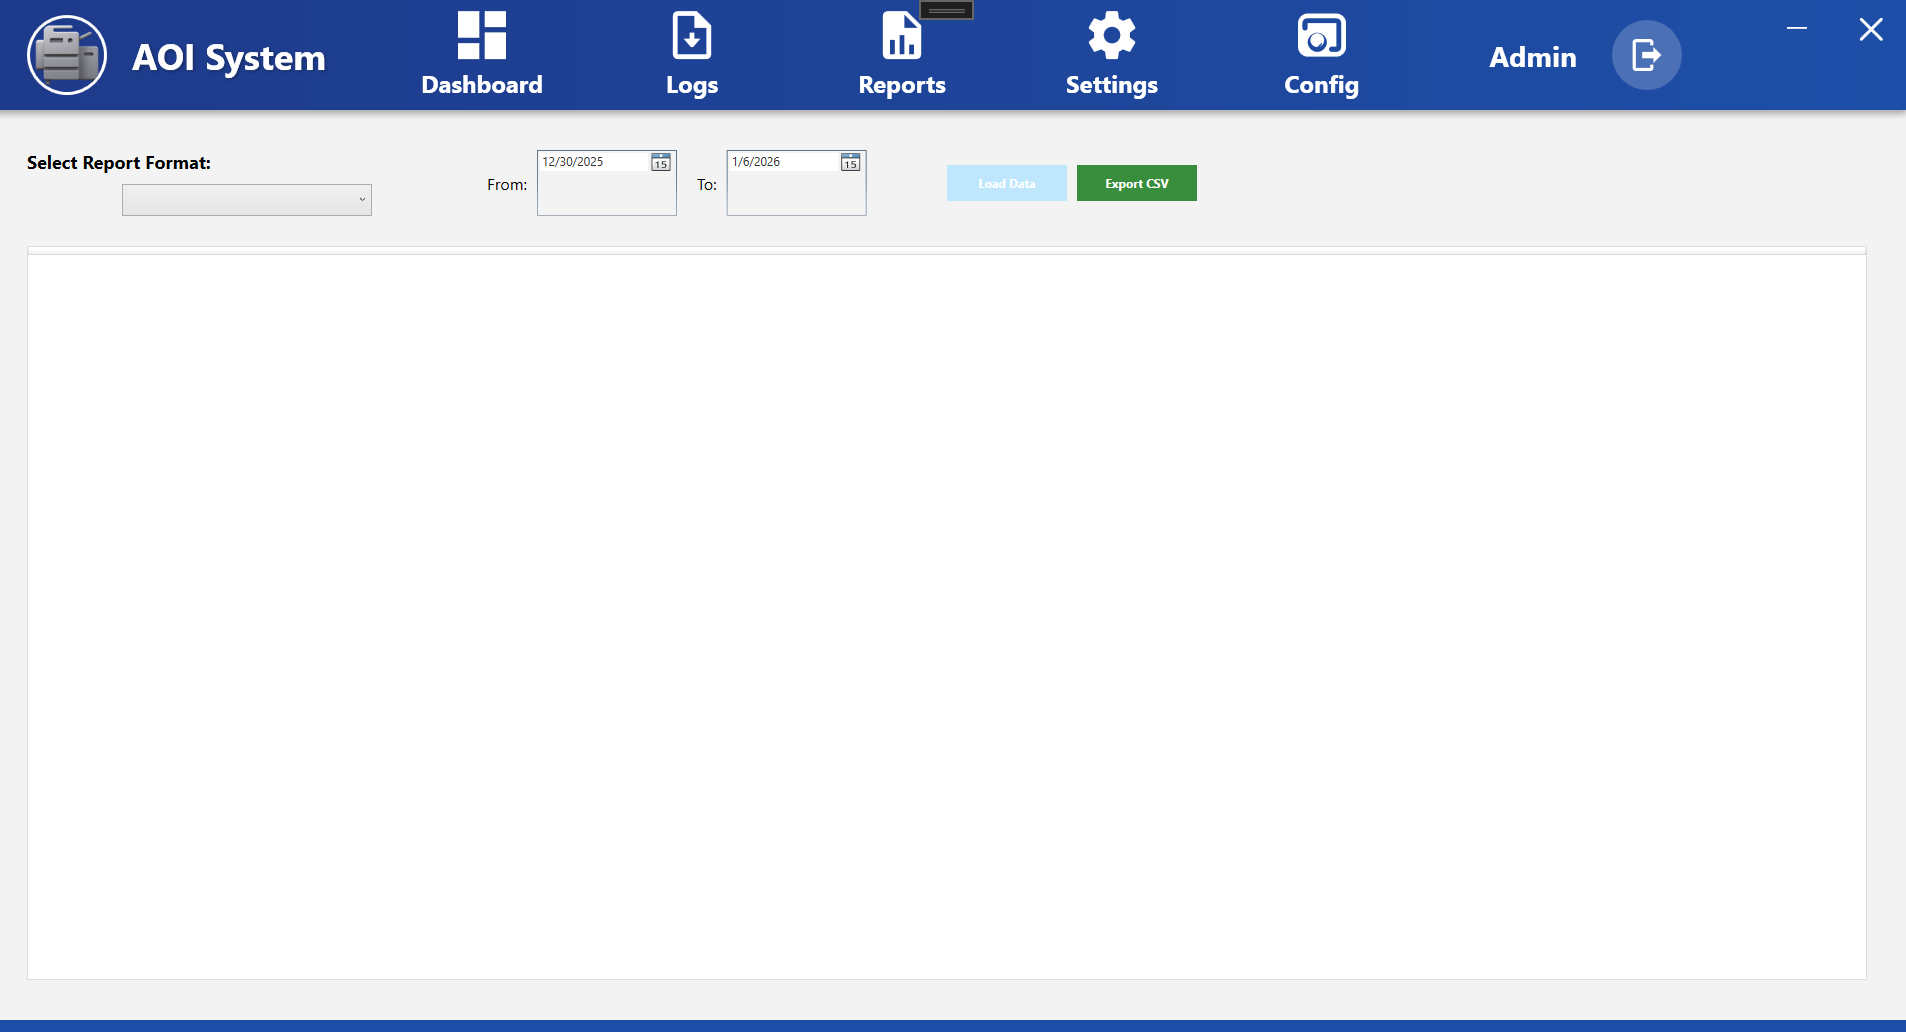 AOI System
Dashboard
Logs
Reports
Settings
Config
Admin
Select Report Format:
From:
12/30/2025
15
To:
1/6/2026
15
Load Data
Export CSV